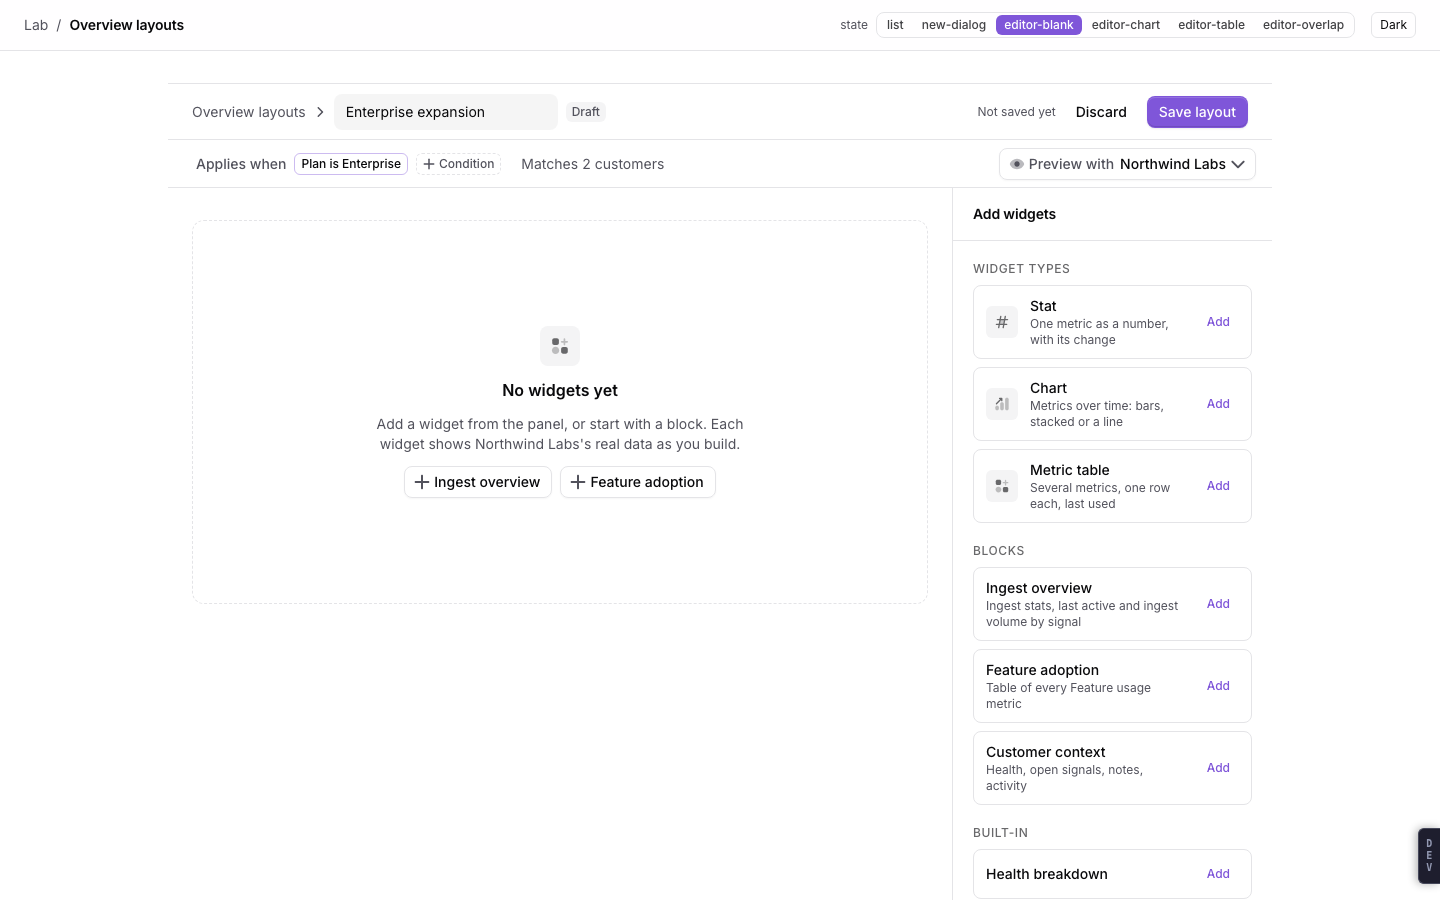 Lab / Overview layouts
state list new-dialog editor-blank editor-chart editor-table editor-overlap Dark
Overview layouts Enterprise expansion Draft
Not saved yet Discard Save layout
Applies when Plan is Enterprise Condition Matches 2 customers
Preview with Northwind Labs
No widgets yet
Add a widget from the panel, or start with a block. Each
widget shows Northwind Labs's real data as you build.
Ingest overview Feature adoption
Add widgets
WIDGET TYPES
# Stat
One metric as a number,
with its change
Add
Chart
Metrics over time: bars,
stacked or a line
Add
Metric table
Several metrics, one row
each, last used
Add
BLOCKS
Ingest overview
Ingest stats, last active and ingest
volume by signal
Add
Feature adoption
Table of every Feature usage
metric
Add
Customer context
Health, open signals, notes,
activity
Add
BUILT-IN
Health breakdown
Add
DEV